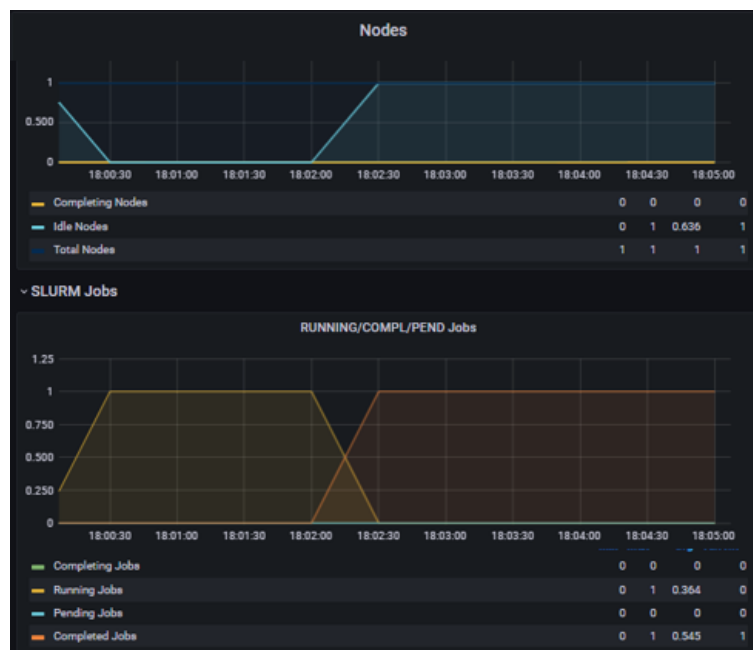 Nodes
1
0.500
0
18:00:30 18:01:00 18:01:30 18:02:00 18:02:30 18:03:00 18:03:30 18:04:00 18:04:30 18:05:00
Completing Nodes 0 0 0 0
Idle Nodes 0 1 0.636 1
Total Nodes 1 1 1 1
SLURM Jobs
RUNNING/COMPL/PEND Jobs
1.25
1
0.750
0.500
0.250
0
18:00:30 18:01:00 18:01:30 18:02:00 18:02:30 18:03:00 18:03:30 18:04:00 18:04:30 18:05:00
Completing Jobs 0 0 0 0
Running Jobs 0 1 0.364 0
Pending Jobs 0 0 0 0
Completed Jobs 0 1 0.545 1